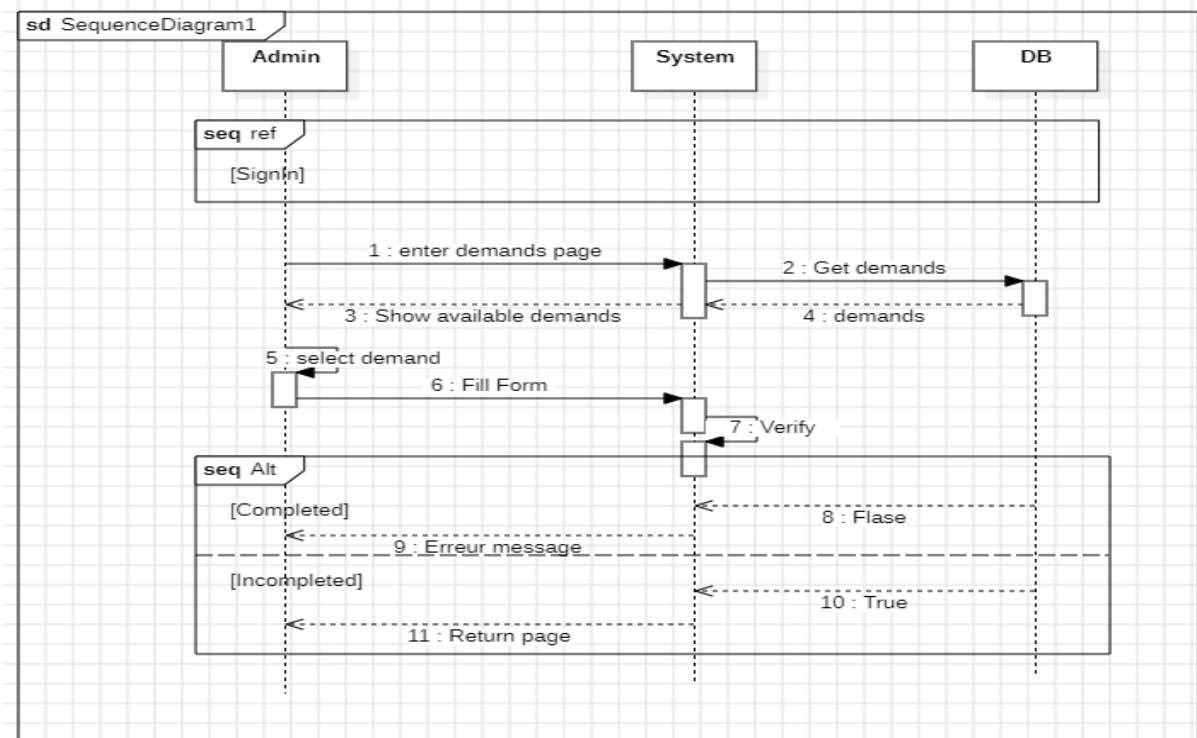 sd SequenceDiagram1
Admin
System
DB
seq ref
[SignIn]
1 : enter demands page
2 : Get demands
3 : Show available demands
4 : demands
5 : select demand
6 : Fill Form
7 : Verify
seq Alt
[Completed]
8 : Flase
9 : Erreur message
[Incompleted]
10 : True
11 : Return page